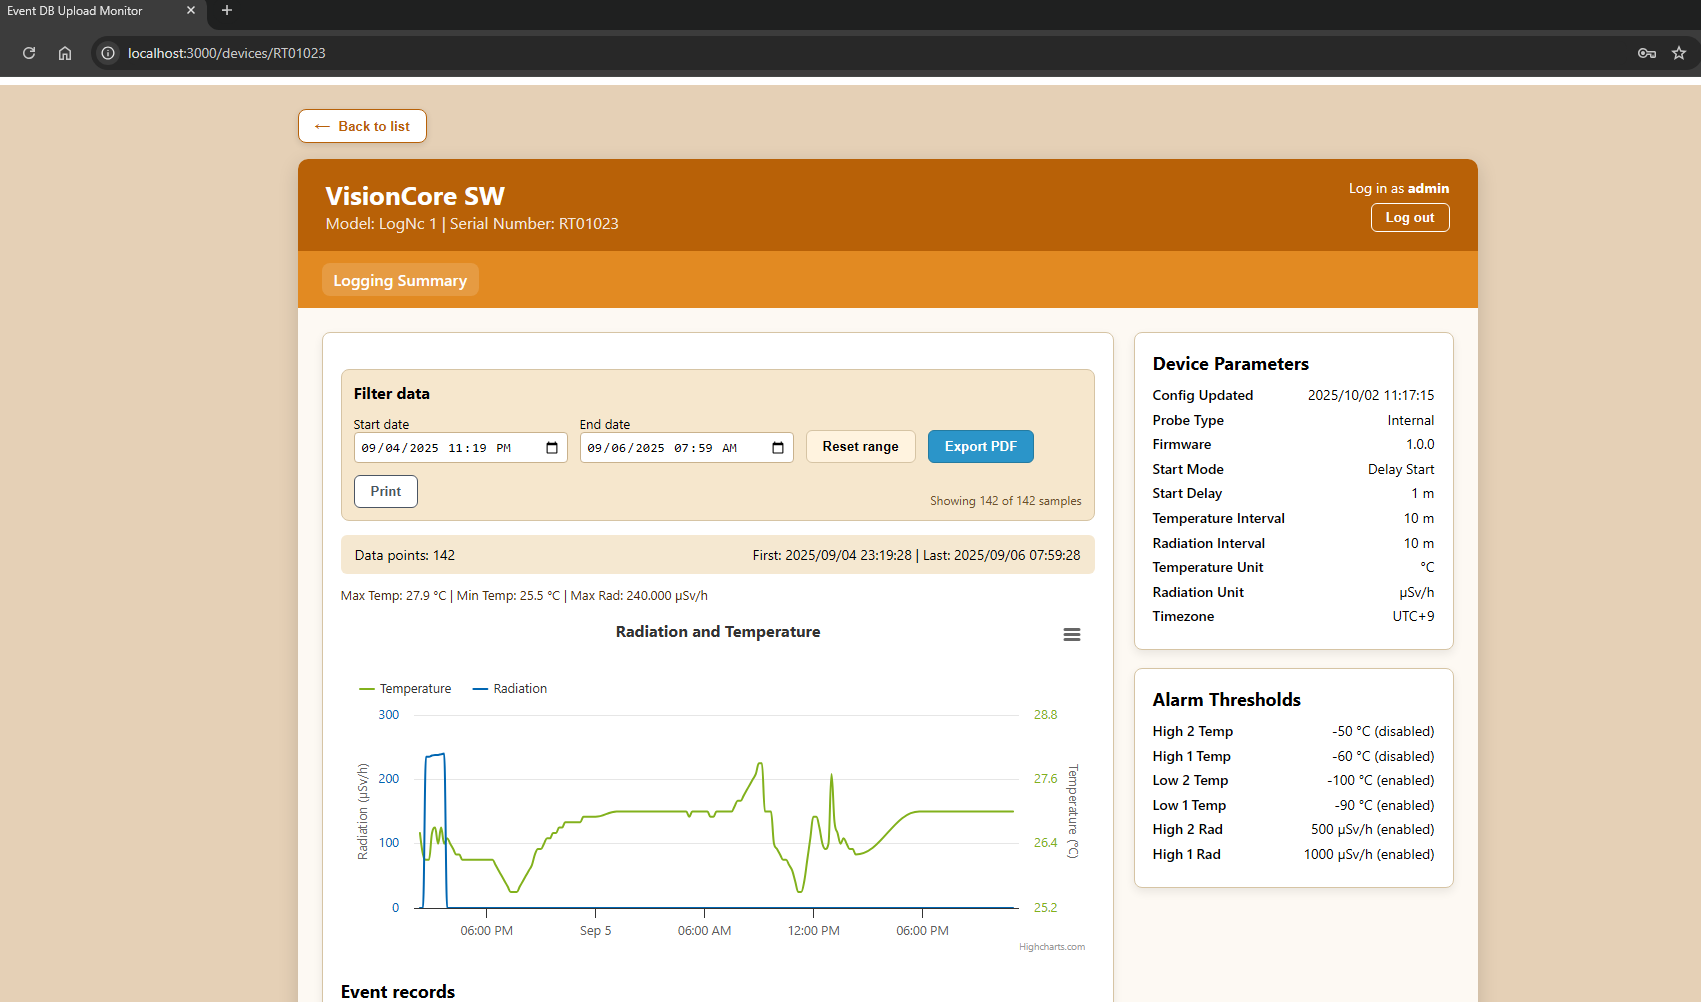 Event DB Upload Monitor
localhost:3000/devices/RT01023
← Back to list
VisionCore SW
Model: LogNc 1 | Serial Number: RT01023
Log in as admin
Log out
Logging Summary
Filter data
Start date
09/04/2025 11:19 PM
End date
09/06/2025 07:59 AM
Reset range
Export PDF
Print
Showing 142 of 142 samples
Data points: 142
First: 2025/09/04 23:19:28 | Last: 2025/09/06 07:59:28
Max Temp: 27.9 °C | Min Temp: 25.5 °C | Max Rad: 240.000 µSv/h
Radiation and Temperature
Temperature
Radiation
300
200
100
0
Radiation (µSv/h)
28.8
27.6
26.4
25.2
Temperature (°C)
06:00 PM
Sep 5
06:00 AM
12:00 PM
06:00 PM
Highcharts.com
Event records
Device Parameters
Config Updated 2025/10/02 11:17:15
Probe Type Internal
Firmware 1.0.0
Start Mode Delay Start
Start Delay 1 m
Temperature Interval 10 m
Radiation Interval 10 m
Temperature Unit °C
Radiation Unit µSv/h
Timezone UTC+9
Alarm Thresholds
High 2 Temp -50 °C (disabled)
High 1 Temp -60 °C (disabled)
Low 2 Temp -100 °C (enabled)
Low 1 Temp -90 °C (enabled)
High 2 Rad 500 µSv/h (enabled)
High 1 Rad 1000 µSv/h (enabled)